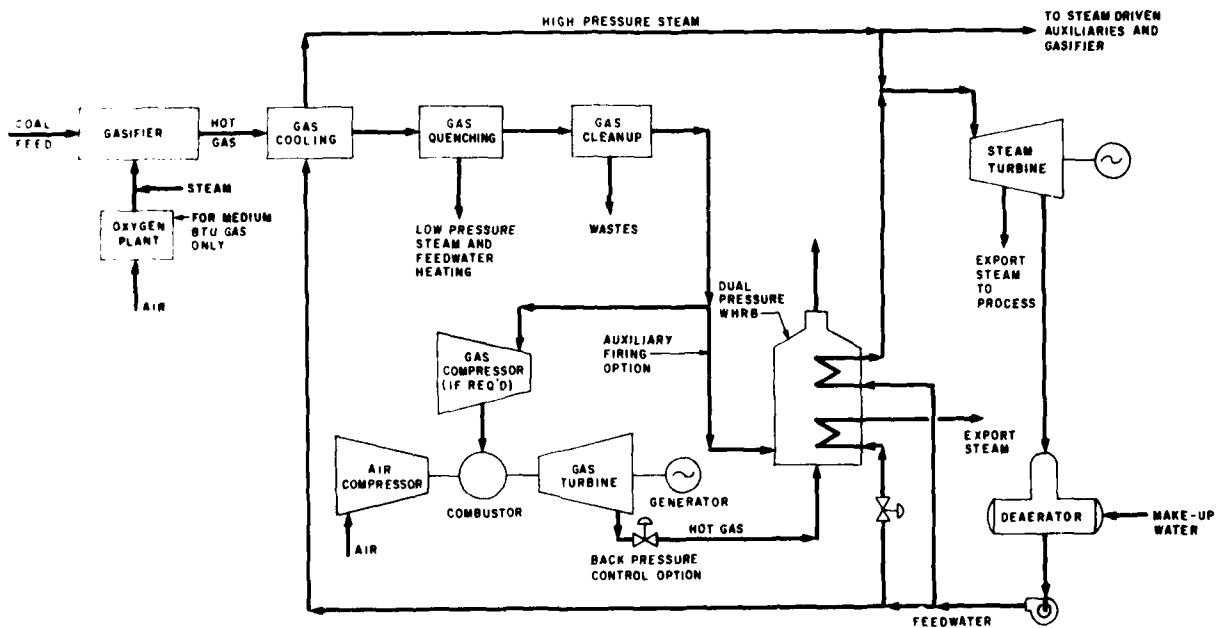 HIGH PRESSURE STEAM
TO STEAM DRIVEN
AUXILIARIES AND
GASIFIER
COAL
FEED
GASIFIER
HOT
GAS
GAS
COOLING
GAS
QUENCHING
GAS
CLEANUP
STEAM
TURBINE
STEAM
OXYGEN
PLANT
FOR MEDIUM
BTU GAS
ONLY
AIR
LOW PRESSURE
STEAM AND
FEEDWATER
HEATING
WASTES
EXPORT
STEAM
TO
PROCESS
DUAL
PRESSURE
WHRB
GAS
COMPRESSOR
(IF REQ'D)
AUXILIARY
FIRING
OPTION
EXPORT
STEAM
AIR
COMPRESSOR
COMBUSTOR
GAS
TURBINE
GENERATOR
AIR
HOT GAS
BACK PRESSURE
CONTROL OPTION
DEAERATOR
MAKE-UP
WATER
FEEDWATER